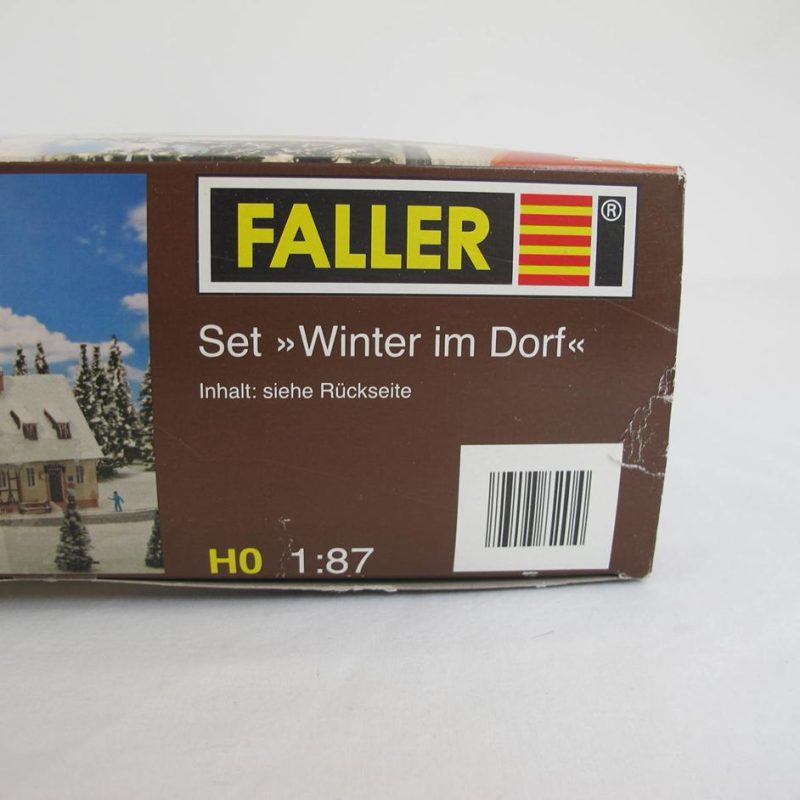 FALLER ®
Set »Winter im Dorf«
Inhalt: siehe Rückseite
H0 1:87